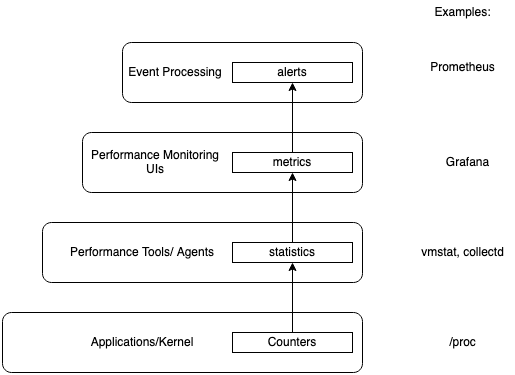 Examples:
Event Processing
alerts
Prometheus
Performance Monitoring
UIs
metrics
Grafana
Performance Tools/ Agents
statistics
vmstat, collectd
Applications/Kernel
Counters
/proc